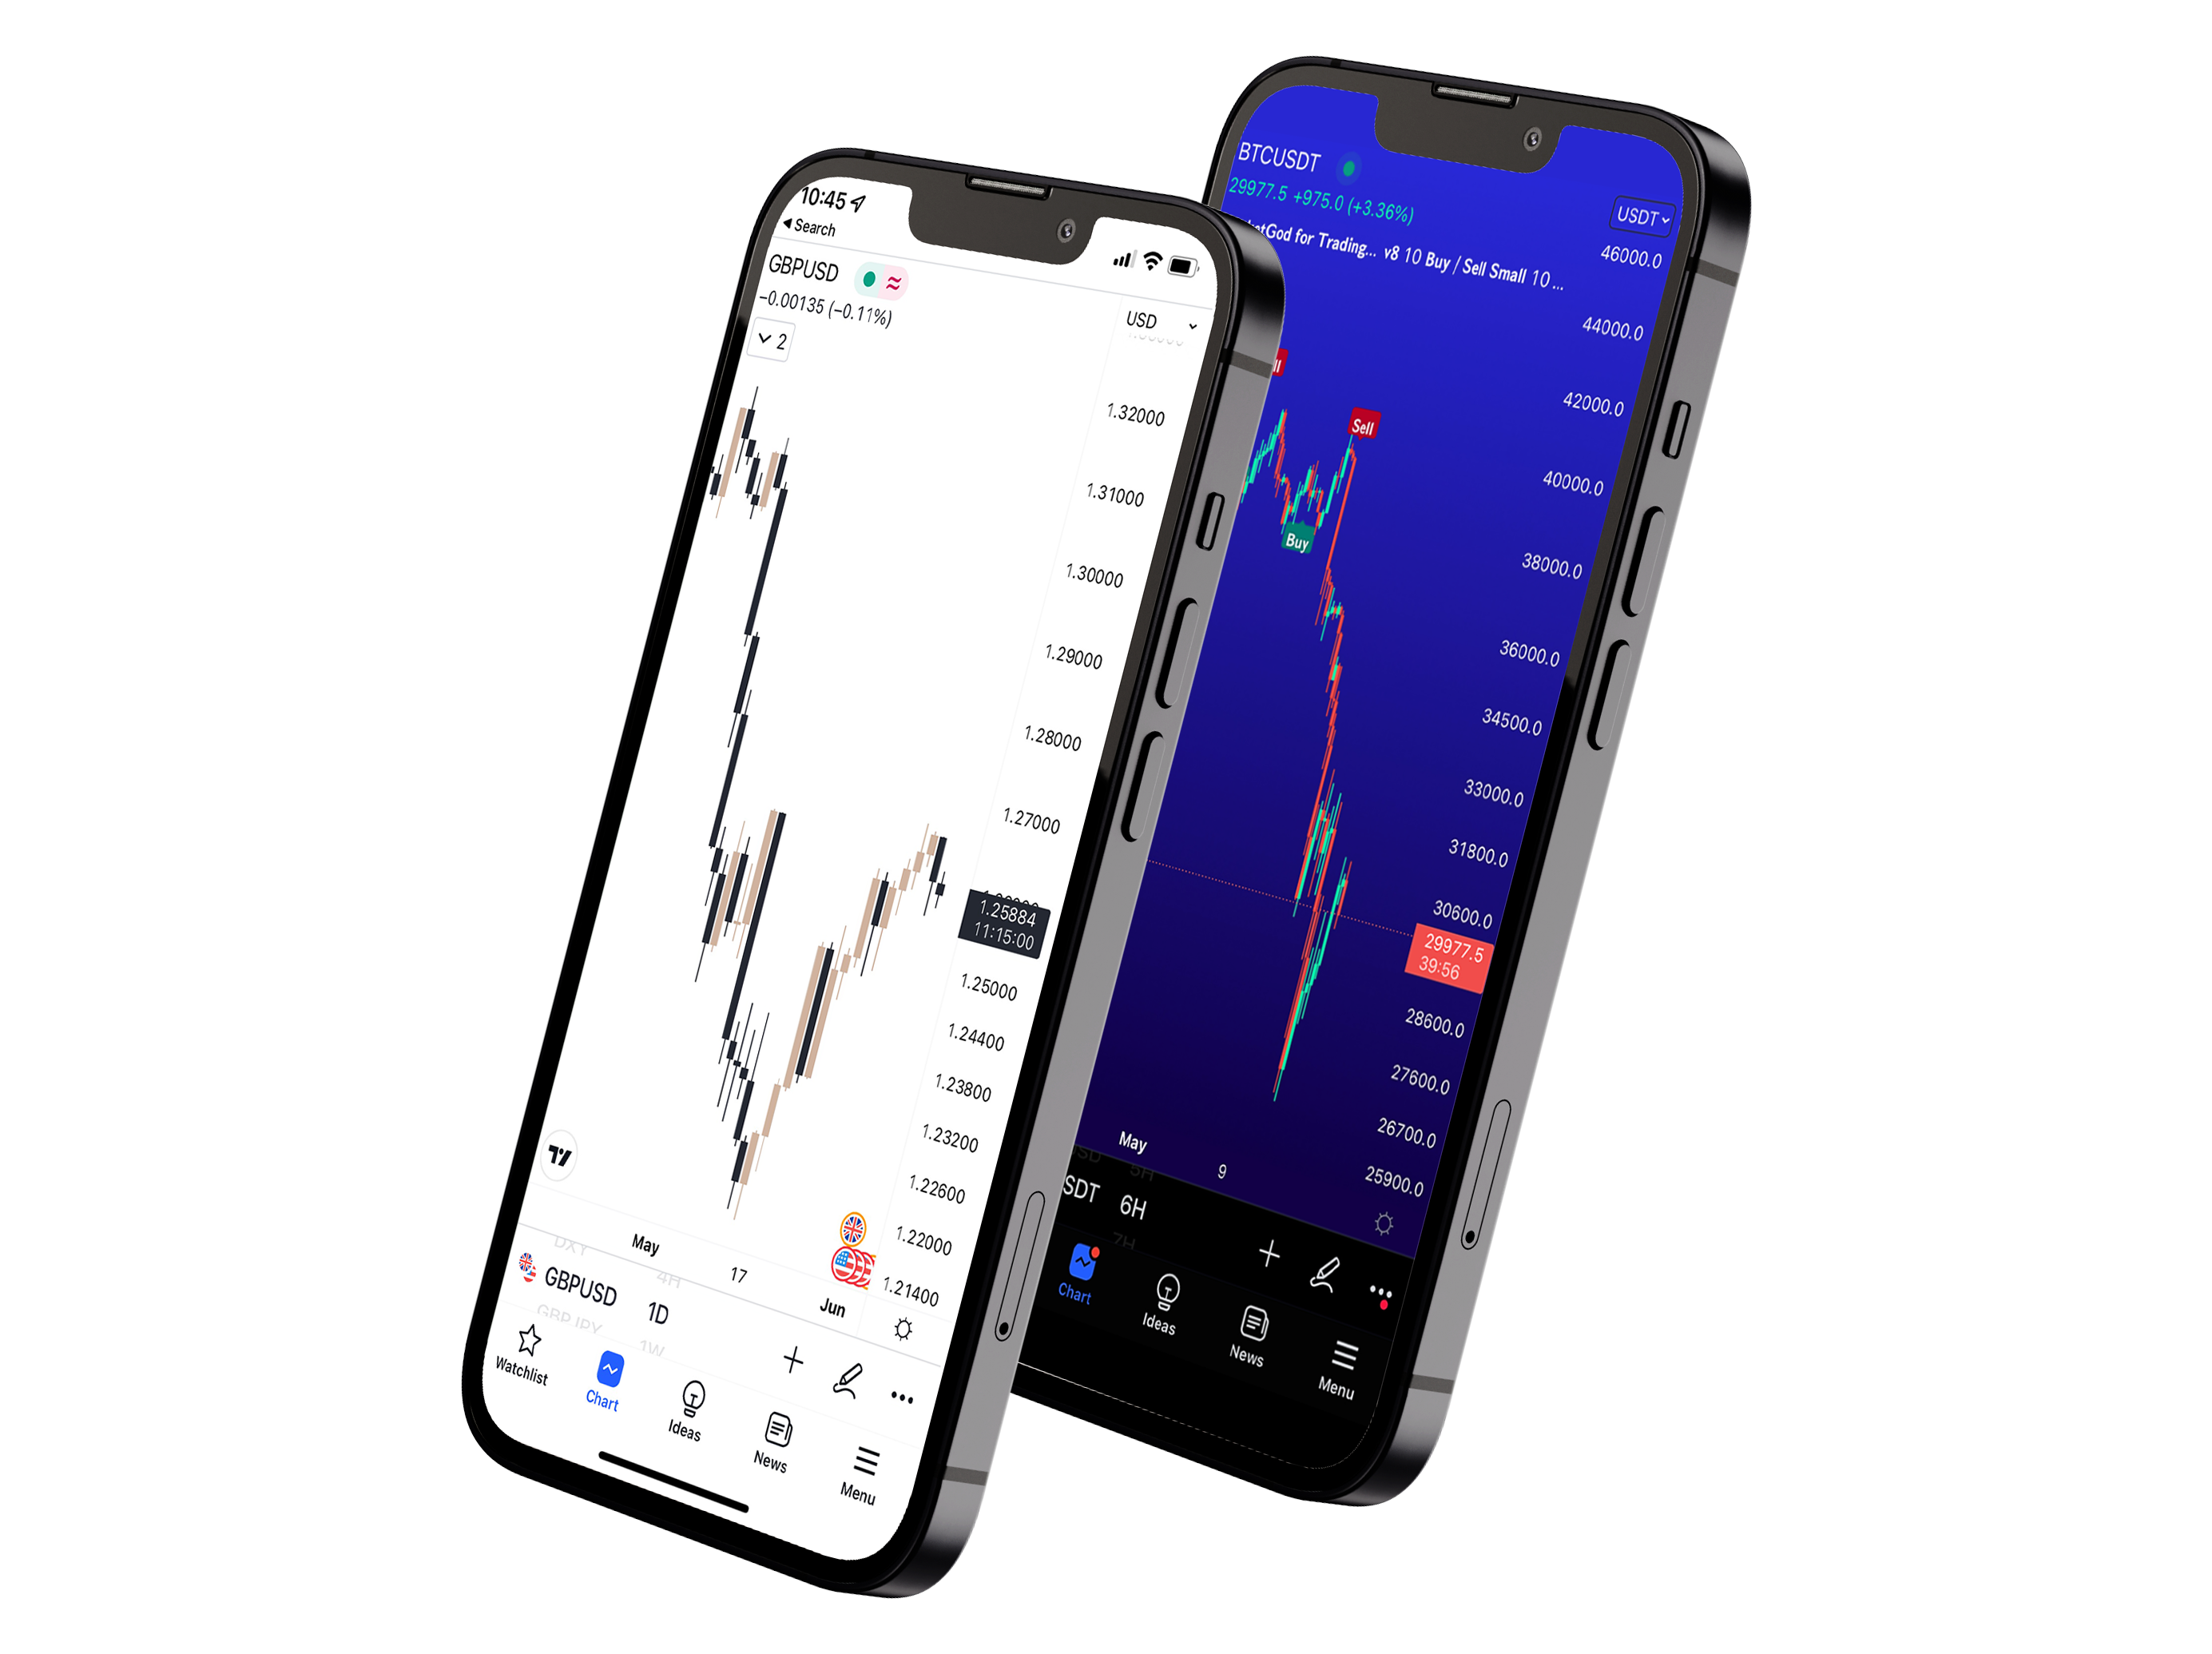 10:45
Search
GBPUSD
−0.00135 (−0.11%)
2
USD
1.32000
1.31000
1.30000
1.29000
1.28000
1.27000
1.25884
11:15:00
1.25000
1.24400
1.23800
1.23200
1.22600
1.22000
1.21400
May
17
Jun
DXY
4H
GBPUSD
1D
GBPJPY
1W
Watchlist
Chart
Ideas
News
Menu
BTCUSDT
29977.5 +975.0 (+3.36%)
for Trading... v8 10 Buy / Sell Small 10 ...
USDT
46000.0
44000.0
42000.0
40000.0
38000.0
36000.0
34500.0
33000.0
31800.0
30600.0
29977.5
39:56
28600.0
27600.0
26700.0
25900.0
Sell
Buy
May
9
5H
6H
7H
Chart
Ideas
News
Menu